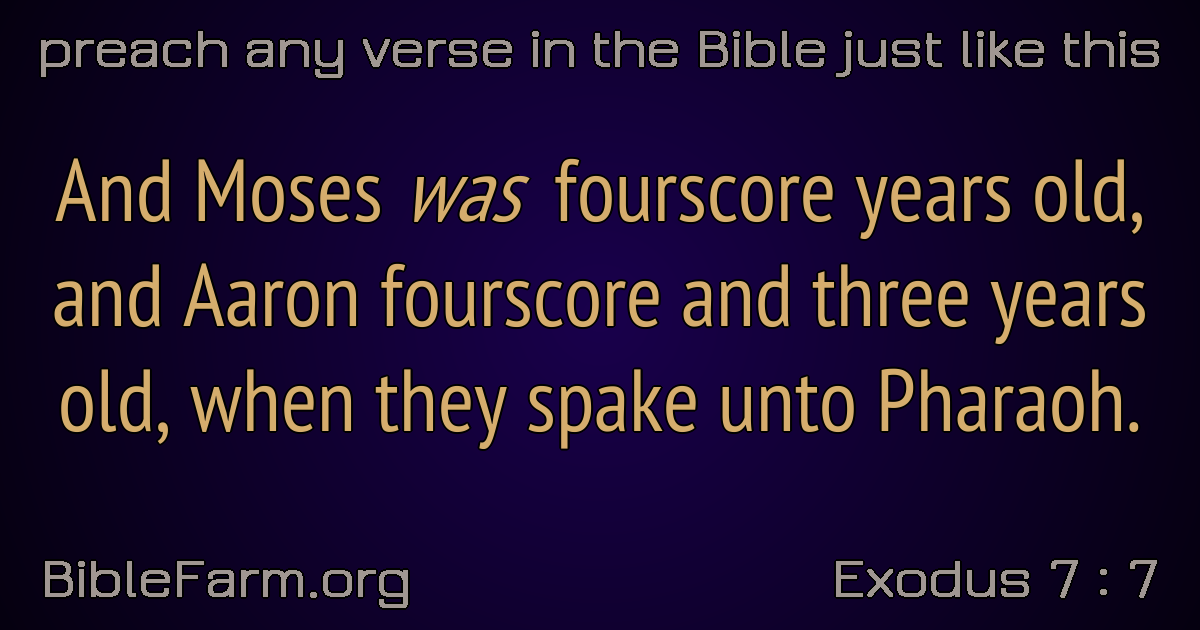 preach any verse in the Bible just like this
And Moses was fourscore years old,
and Aaron fourscore and three years
old, when they spake unto Pharaoh.
BibleFarm.org
Exodus 7 : 7